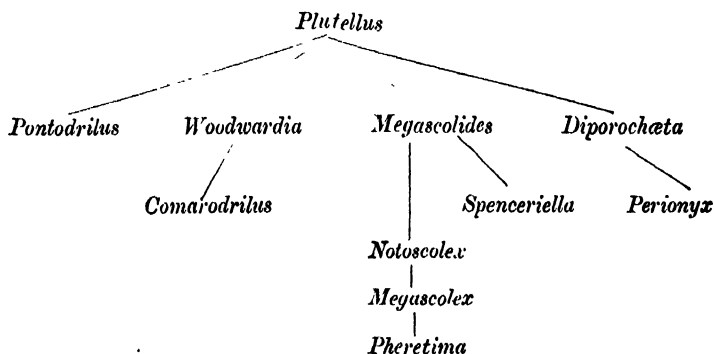 Plutellus
Pontodrilus Woodwardia Megascolides Diporochæta
Comarodrilus Spenceriella Perionyx
Notoscolex
Megascolex
Pheretima